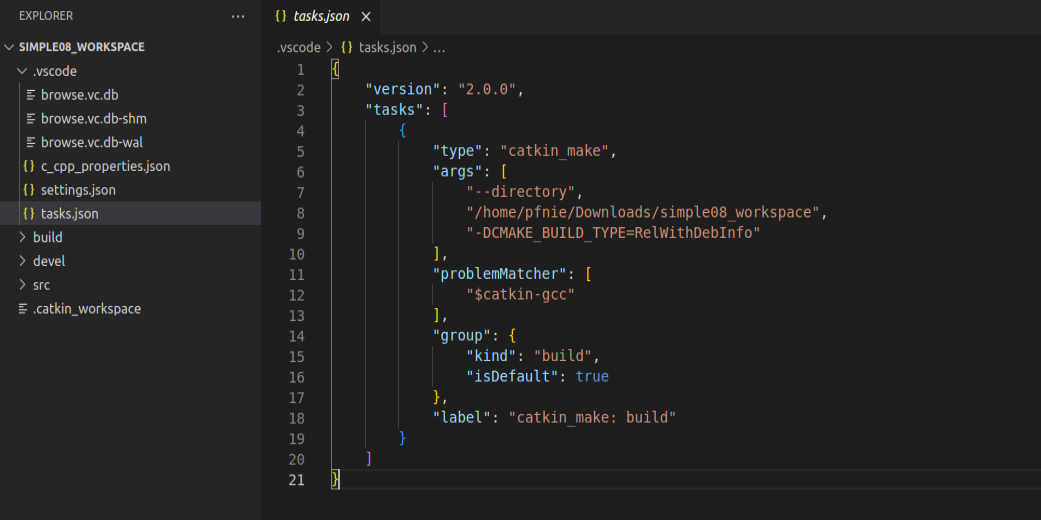 EXPLORER
SIMPLE08_WORKSPACE
.vscode
browse.vc.db
browse.vc.db-shm
browse.vc.db-wal
{} c_cpp_properties.json
{} settings.json
{} tasks.json
build
devel
src
.catkin_workspace
{} tasks.json ×
.vscode > {} tasks.json > ...
1 {
2 "version": "2.0.0",
3 "tasks": [
4 {
5 "type": "catkin_make",
6 "args": [
7 "--directory",
8 "/home/pfnie/Downloads/simple08_workspace",
9 "-DCMAKE_BUILD_TYPE=RelWithDebInfo"
10 ],
11 "problemMatcher": [
12 "$catkin-gcc"
13 ],
14 "group": {
15 "kind": "build",
16 "isDefault": true
17 },
18 "label": "catkin_make: build"
19 }
20 ]
21 }